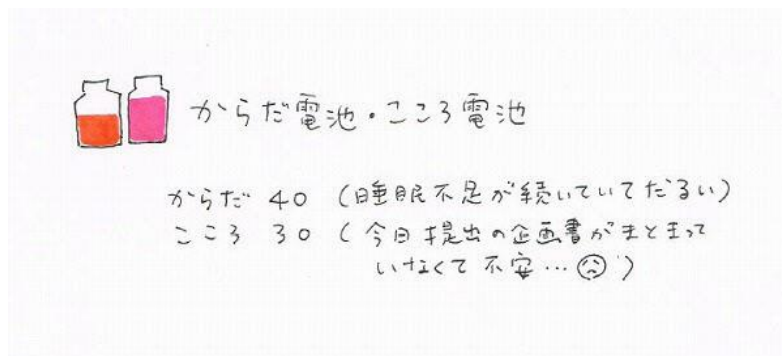 からだ電池・こころ電池
からだ 40 (睡眠不足が続いていてだるい)
こころ 30 (今日提出の企画書がまとまって
いなくて不安…☹)